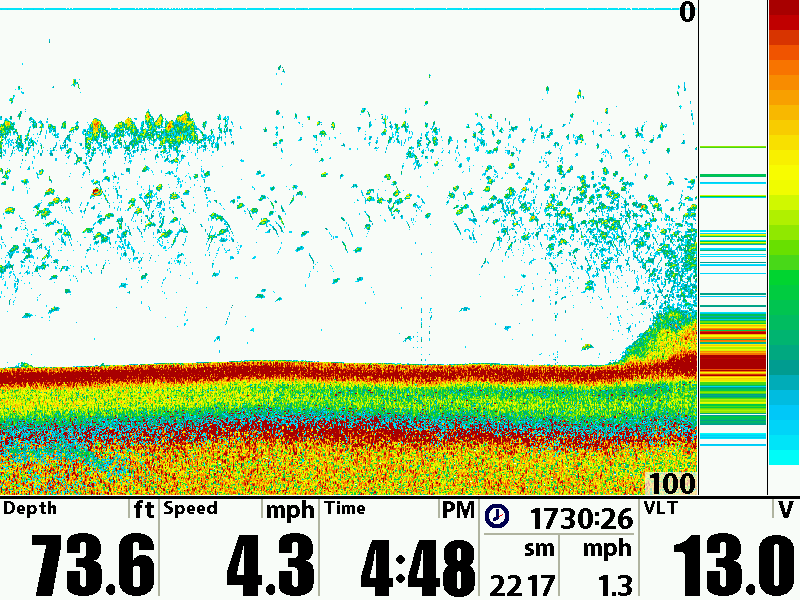 0
100
Depth ft
73.6
Speed mph
4.3
Time PM
4:48
1730:26
sm mph
2217 1.3
VLT V
13.0